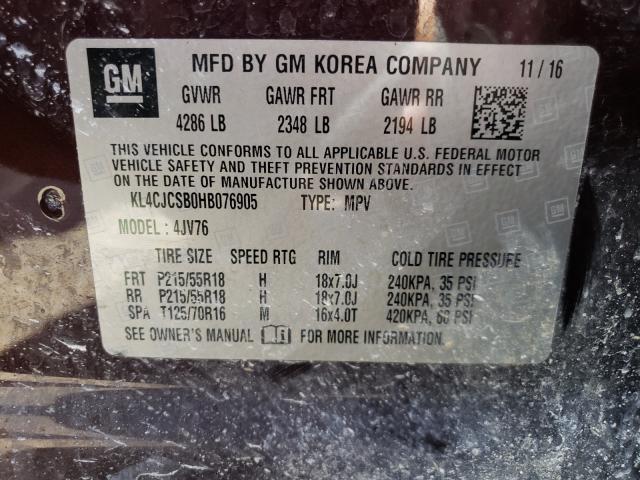 GM
MFD BY GM KOREA COMPANY 11/16
GVWR GAWR FRT GAWR RR
4286 LB 2348 LB 2194 LB
THIS VEHICLE CONFORMS TO ALL APPLICABLE U.S. FEDERAL MOTOR
VEHICLE SAFETY AND THEFT PREVENTION STANDARDS IN EFFECT
ON THE DATE OF MANUFACTURE SHOWN ABOVE.
KL4CJCSB0HB076905 TYPE: MPV
MODEL: 4JV76
TIRE SIZE SPEED RTG RIM COLD TIRE PRESSURE
FRT P215/55R18 H 18x7.0J 240KPA, 35 PSI
RR P215/55R18 H 18x7.0J 240KPA, 35 PSI
SPA T125/70R16 M 16x4.0T 420KPA, 60 PSI
SEE OWNER'S MANUAL FOR MORE INFORMATION.